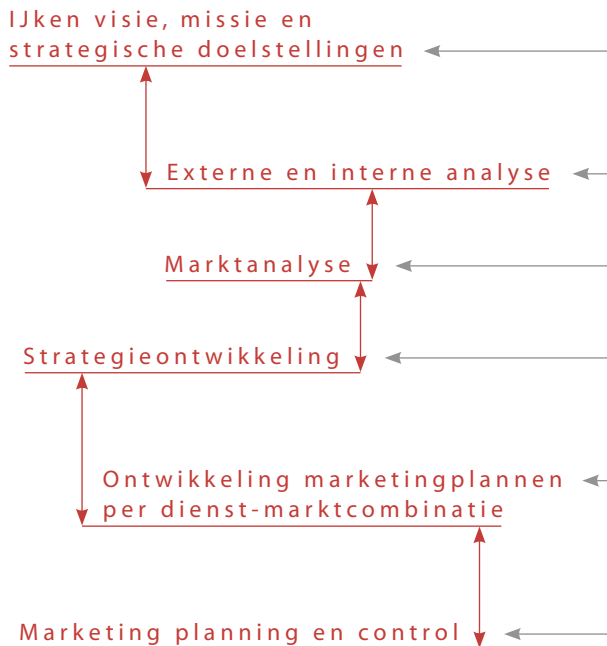 IJken visie, missie en
strategische doelstellingen
Externe en interne analyse
Marktanalyse
Strategieontwikkeling
Ontwikkeling marketingplannen
per dienst-marktcombinatie
Marketing planning en control